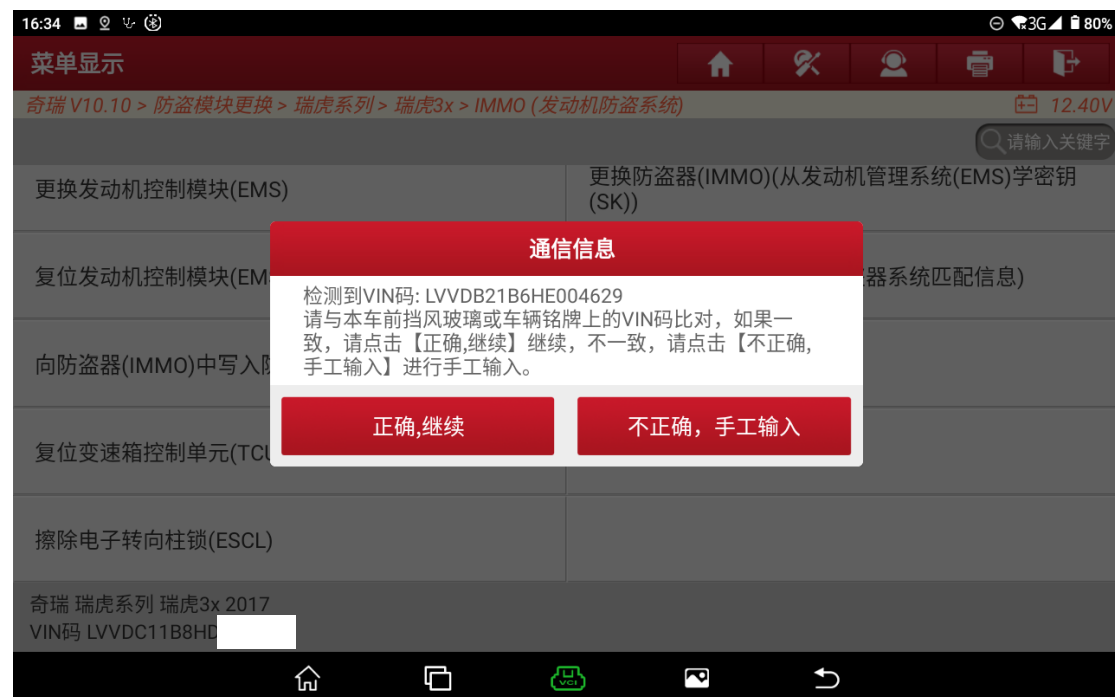 16:34
3G
80%
菜单显示
奇瑞 V10.10 > 防盗模块更换 > 瑞虎系列 > 瑞虎3x > IMMO (发动机防盗系统)
12.40V
请输入关键字
更换发动机控制模块(EMS)
更换防盗器(IMMO)(从发动机管理系统(EMS)学密钥
(SK))
通信信息
复位发动机控制模块(EM
器系统匹配信息)
检测到VIN码: LVVDB21B6HE004629
请与本车前挡风玻璃或车辆铭牌上的VIN码比对，如果一
致，请点击【正确,继续】继续，不一致，请点击【不正确,
手工输入】进行手工输入。
向防盗器(IMMO)中写入
正确,继续
不正确，手工输入
复位变速箱控制单元(TC
擦除电子转向柱锁(ESCL)
奇瑞 瑞虎系列 瑞虎3x 2017
VIN码 LVVDC11B8HD
VCI